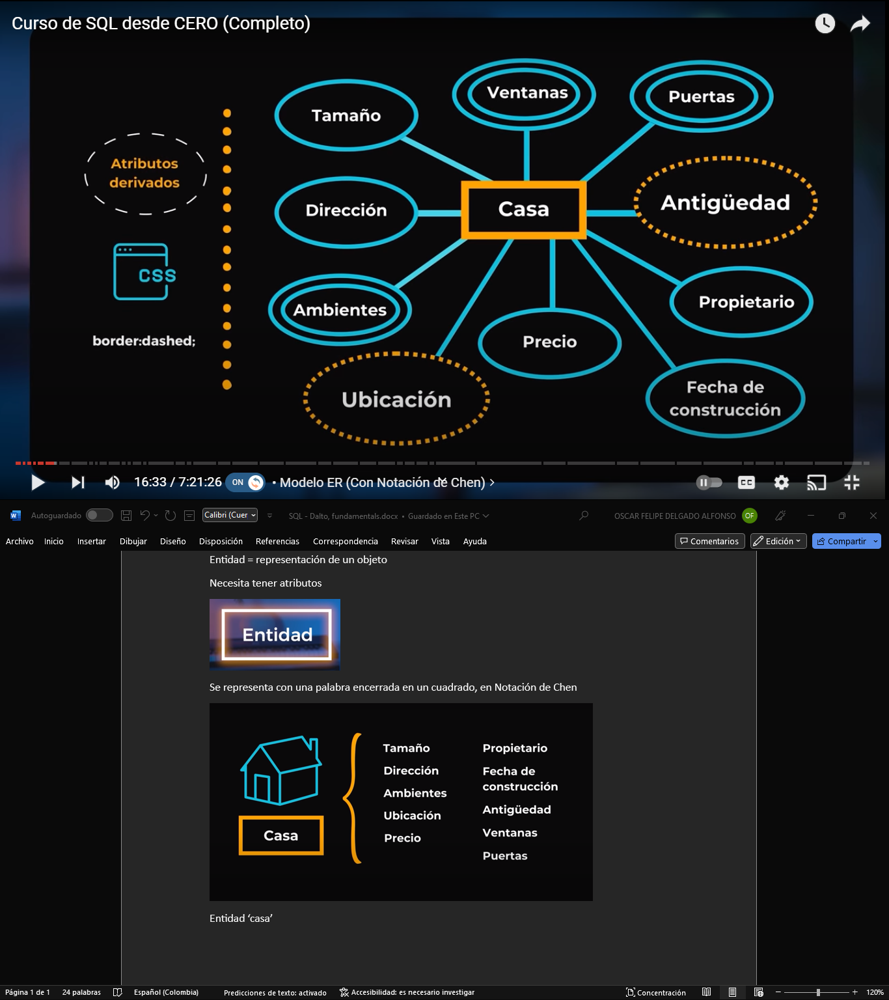 Curso de SQL desde CERO (Completo)
Ventanas
Puertas
Tamaño
Atributos
derivados
Antigüedad
Dirección
Casa
CSS
Ambientes
Propietario
border:dashed;
Precio
Ubicación
Fecha de
construcción
16:33 / 7:21:26 ON • Modelo ER (Con Notación de Chen) >
CC
Autoguardado Calibri (Cuer SQL - Dalto, fundamentals.docx • Guardado en Este PC OSCAR FELIPE DELGADO ALFONSO OF
Archivo Inicio Insertar Dibujar Diseño Disposición Referencias Correspondencia Revisar Vista Ayuda Comentarios Edición Compartir
Entidad = representación de un objeto
Necesita tener atributos
Entidad
Se representa con una palabra encerrada en un cuadrado, en Notación de Chen
Tamaño
Dirección
Ambientes
Ubicación
Precio
Propietario
Fecha de
construcción
Antigüedad
Ventanas
Puertas
Casa
Entidad ‘casa’
Página 1 de 1 24 palabras Español (Colombia) Predicciones de texto: activado Accesibilidad: es necesario investigar Concentración 120%